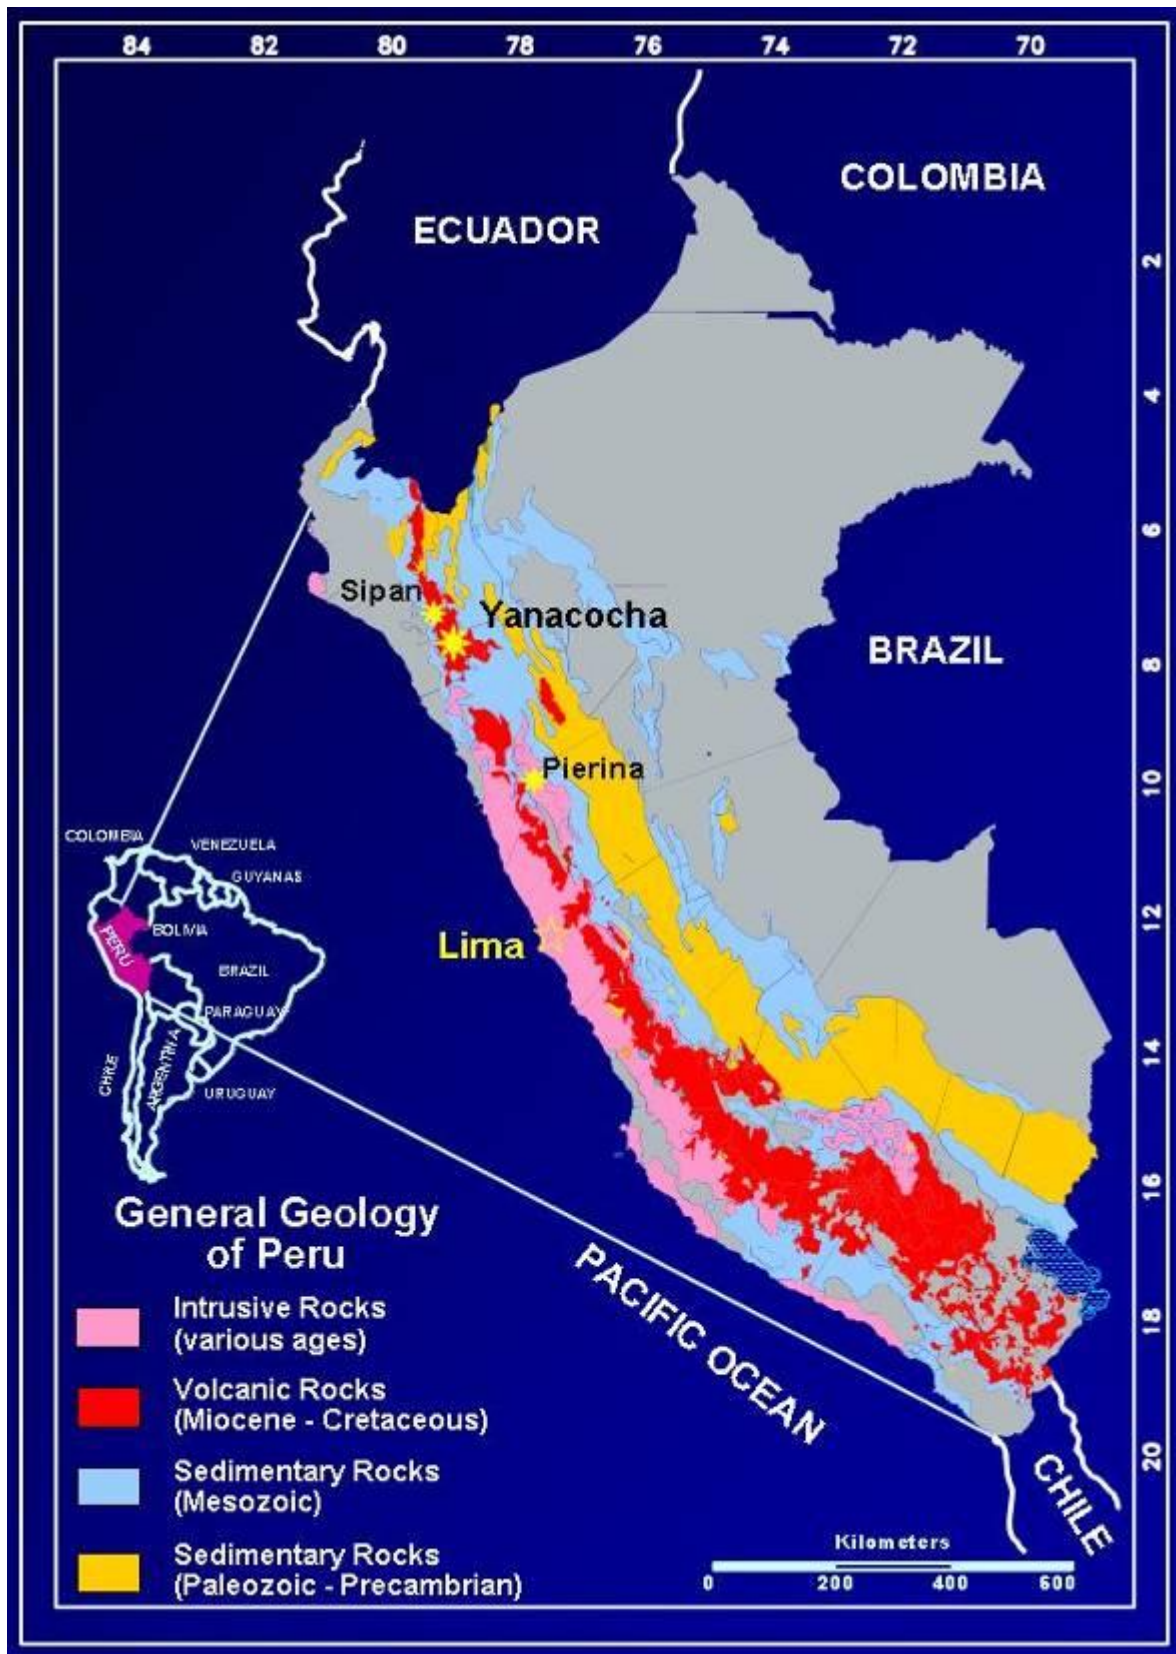 84 82 80 78 76 74 72 70
COLOMBIA
ECUADOR
2
4
6
Sipan
Yanacocha
BRAZIL
8
Pierina
10
COLOMBIA
VENEZUELA
GUYANAS
12
BOLIVIA
PERU
Lima
BRAZIL
PARAGUAY
14
CHILE
ARGENTINA
URUGUAY
16
General Geology
of Peru
PACIFIC OCEAN
Intrusive Rocks
(various ages)
18
Volcanic Rocks
(Miocene - Cretaceous)
20
CHILE
Sedimentary Rocks
(Mesozoic)
Kilometers
0 200 400 600
Sedimentary Rocks
(Paleozoic - Precambrian)